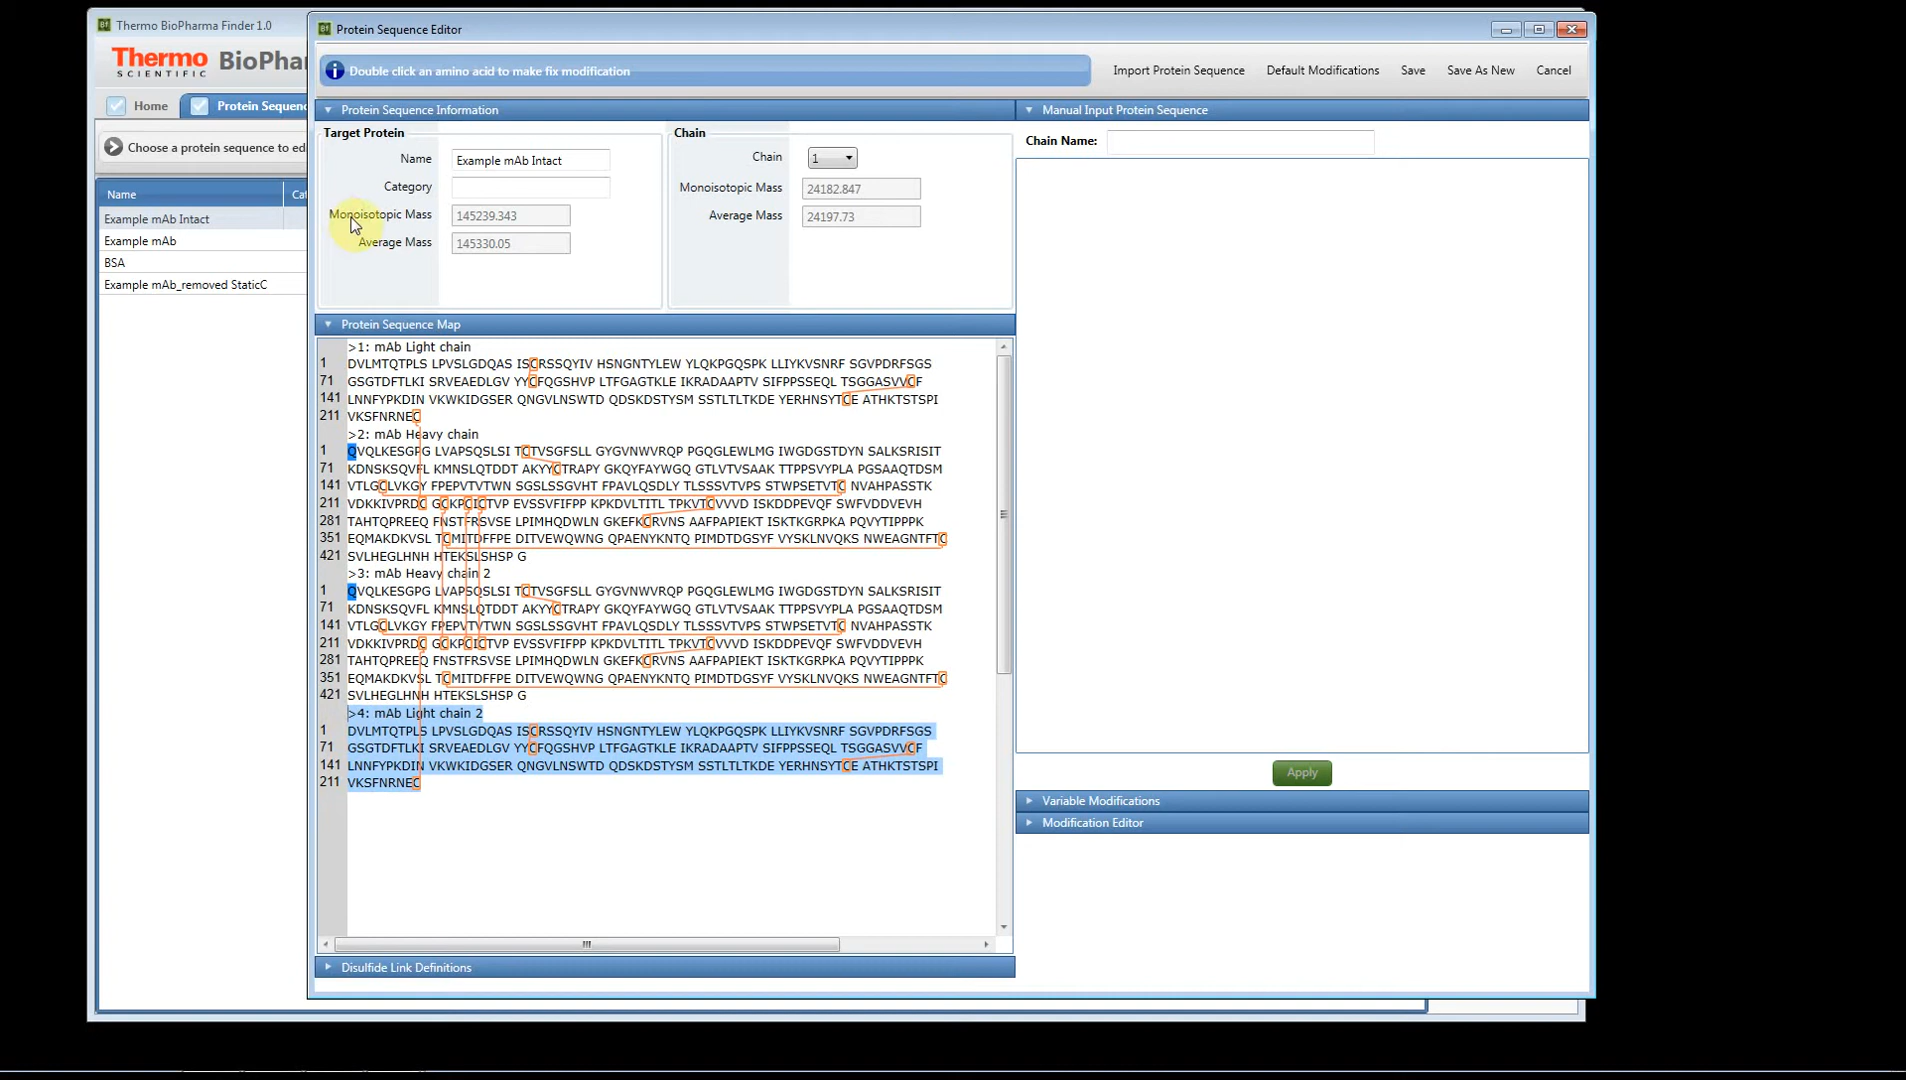 Thermo BioPharma Finder 1.0
Thermo
SCIENTIFIC
BioPha
Home
Protein Sequenc
Choose a protein sequence to edi
Name
Cat
Example mAb Intact
Example mAb
BSA
Example mAb_removed StaticC
Protein Sequence Editor
Double click an amino acid to make fix modification
Import Protein Sequence
Default Modifications
Save
Save As New
Cancel
Protein Sequence Information
Target Protein
Name
Example mAb Intact
Category
Monoisotopic Mass
145239.343
Average Mass
145330.05
Chain
Chain
1
Monoisotopic Mass
24182.847
Average Mass
24197.73
Protein Sequence Map
>1: mAb Light chain
1 DVLMTQTPLS LPVSLGDQAS ISCRSSQYIV HSNGNTYLEW YLQKPGQSPK LLIYKVSNRF SGVPDRFSGS
71 GSGTDFTLKI SRVEAEDLGV YYCFQGSHVP LTFGAGTKLE IKRADAAPTV SIFPPSSEQL TSGGASVVCF
141 LNNFYPKDIN VKWKIDGSER QNGVLNSWTD QDSKDSTYSM SSTLTLTKDE YERHNSYTCE ATHKTSTSPI
211 VKSFNRNEC
>2: mAb Heavy chain
1 QVQLKESGPG LVAPSQSLSI TCTVSGFSLL GYGVNWVRQP PGQGLEWLMG IWGDGSTDYN SALKSRISIT
71 KDNSKSQVFL KMNSLQTDDT AKYYCTRAPY GKQYFAYWGQ GTLVTVSAAK TTPPSVYPLA PGSAAQTDSM
141 VTLGCLVKGY FPEPVTVTWN SGSLSSGVHT FPAVLQSDLY TLSSSVTVPS STWPSETVTC NVAHPASSTK
211 VDKKIVPRDC GCKPCICTVP EVSSVFIFPP KPKDVLTITL TPKVTCVVVD ISKDDPEVQF SWFVDDVEVH
281 TAHTQPREEQ FNSTFRSVSE LPIMHQDWLN GKEFKCRVNS AAFPAPIEKT ISKTKGRPKA PQVYTIPPPK
351 EQMAKDKVSL TCMITDFFPE DITVEWQWNG QPAENYKNTQ PIMDTDGSYF VYSKLNVQKS NWEAGNTFTC
421 SVLHEGLHNH HTEKSLSHSP G
>3: mAb Heavy chain 2
1 QVQLKESGPG LVAPSQSLSI TCTVSGFSLL GYGVNWVRQP PGQGLEWLMG IWGDGSTDYN SALKSRISIT
71 KDNSKSQVFL KMNSLQTDDT AKYYCTRAPY GKQYFAYWGQ GTLVTVSAAK TTPPSVYPLA PGSAAQTDSM
141 VTLGCLVKGY FPEPVTVTWN SGSLSSGVHT FPAVLQSDLY TLSSSVTVPS STWPSETVTC NVAHPASSTK
211 VDKKIVPRDC GCKPCICTVP EVSSVFIFPP KPKDVLTITL TPKVTCVVVD ISKDDPEVQF SWFVDDVEVH
281 TAHTQPREEQ FNSTFRSVSE LPIMHQDWLN GKEFKCRVNS AAFPAPIEKT ISKTKGRPKA PQVYTIPPPK
351 EQMAKDKVSL TCMITDFFPE DITVEWQWNG QPAENYKNTQ PIMDTDGSYF VYSKLNVQKS NWEAGNTFTC
421 SVLHEGLHNH HTEKSLSHSP G
>4: mAb Light chain 2
1 DVLMTQTPLS LPVSLGDQAS ISCRSSQYIV HSNGNTYLEW YLQKPGQSPK LLIYKVSNRF SGVPDRFSGS
71 GSGTDFTLKI SRVEAEDLGV YYCFQGSHVP LTFGAGTKLE IKRADAAPTV SIFPPSSEQL TSGGASVVCF
141 LNNFYPKDIN VKWKIDGSER QNGVLNSWTD QDSKDSTYSM SSTLTLTKDE YERHNSYTCE ATHKTSTSPI
211 VKSFNRNEC
Disulfide Link Definitions
Manual Input Protein Sequence
Chain Name:
Apply
Variable Modifications
Modification Editor